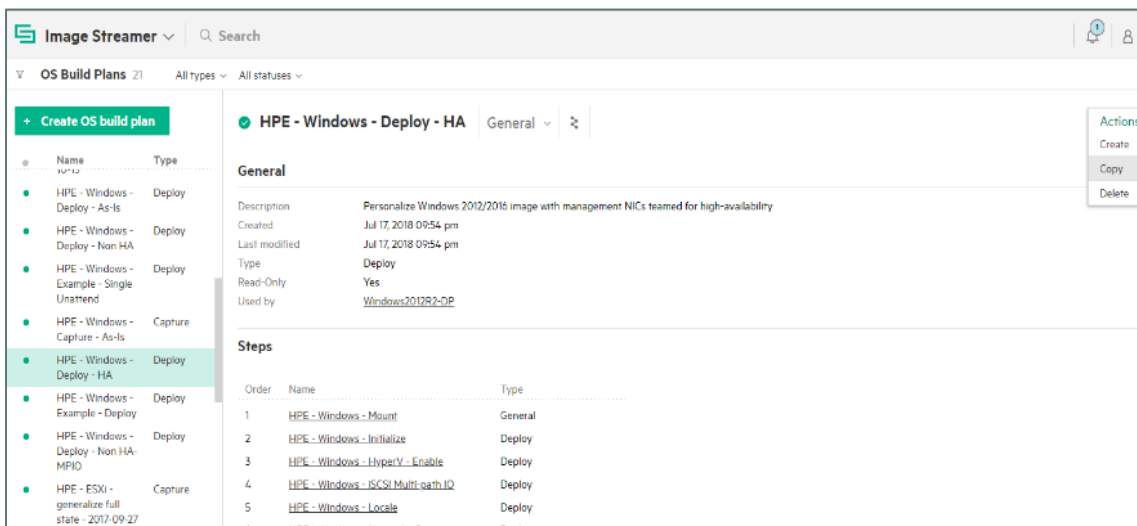 Image Streamer
Search
1
OS Build Plans 21 All types All statuses
+ Create OS build plan
Name Type
HPE - Windows - Deploy
Deploy - As-Is
HPE - Windows - Deploy
Deploy - Non HA
HPE - Windows - Deploy
Example - Single
Unattend
HPE - Windows - Capture
Capture - As-Is
HPE - Windows - Deploy
Deploy - HA
HPE - Windows - Deploy
Example - Deploy
HPE - Windows - Deploy
Deploy - Non HA-
MPIO
HPE - ESXi - Capture
generalize full
state - 2017-09-27
HPE - Windows - Deploy - HA General
General
Description Personalize Windows 2012/2016 image with management NICs teamed for high-availability
Created Jul 17, 2018 09:54 pm
Last modified Jul 17, 2018 09:54 pm
Type Deploy
Read-Only Yes
Used by Windows2012R2-DP
Steps
Order Name Type
1 HPE - Windows - Mount General
2 HPE - Windows - Initialize Deploy
3 HPE - Windows - HyperV - Enable Deploy
4 HPE - Windows - ISCSI Multi-path IO Deploy
5 HPE - Windows - Locale Deploy
Actions
Create
Copy
Delete